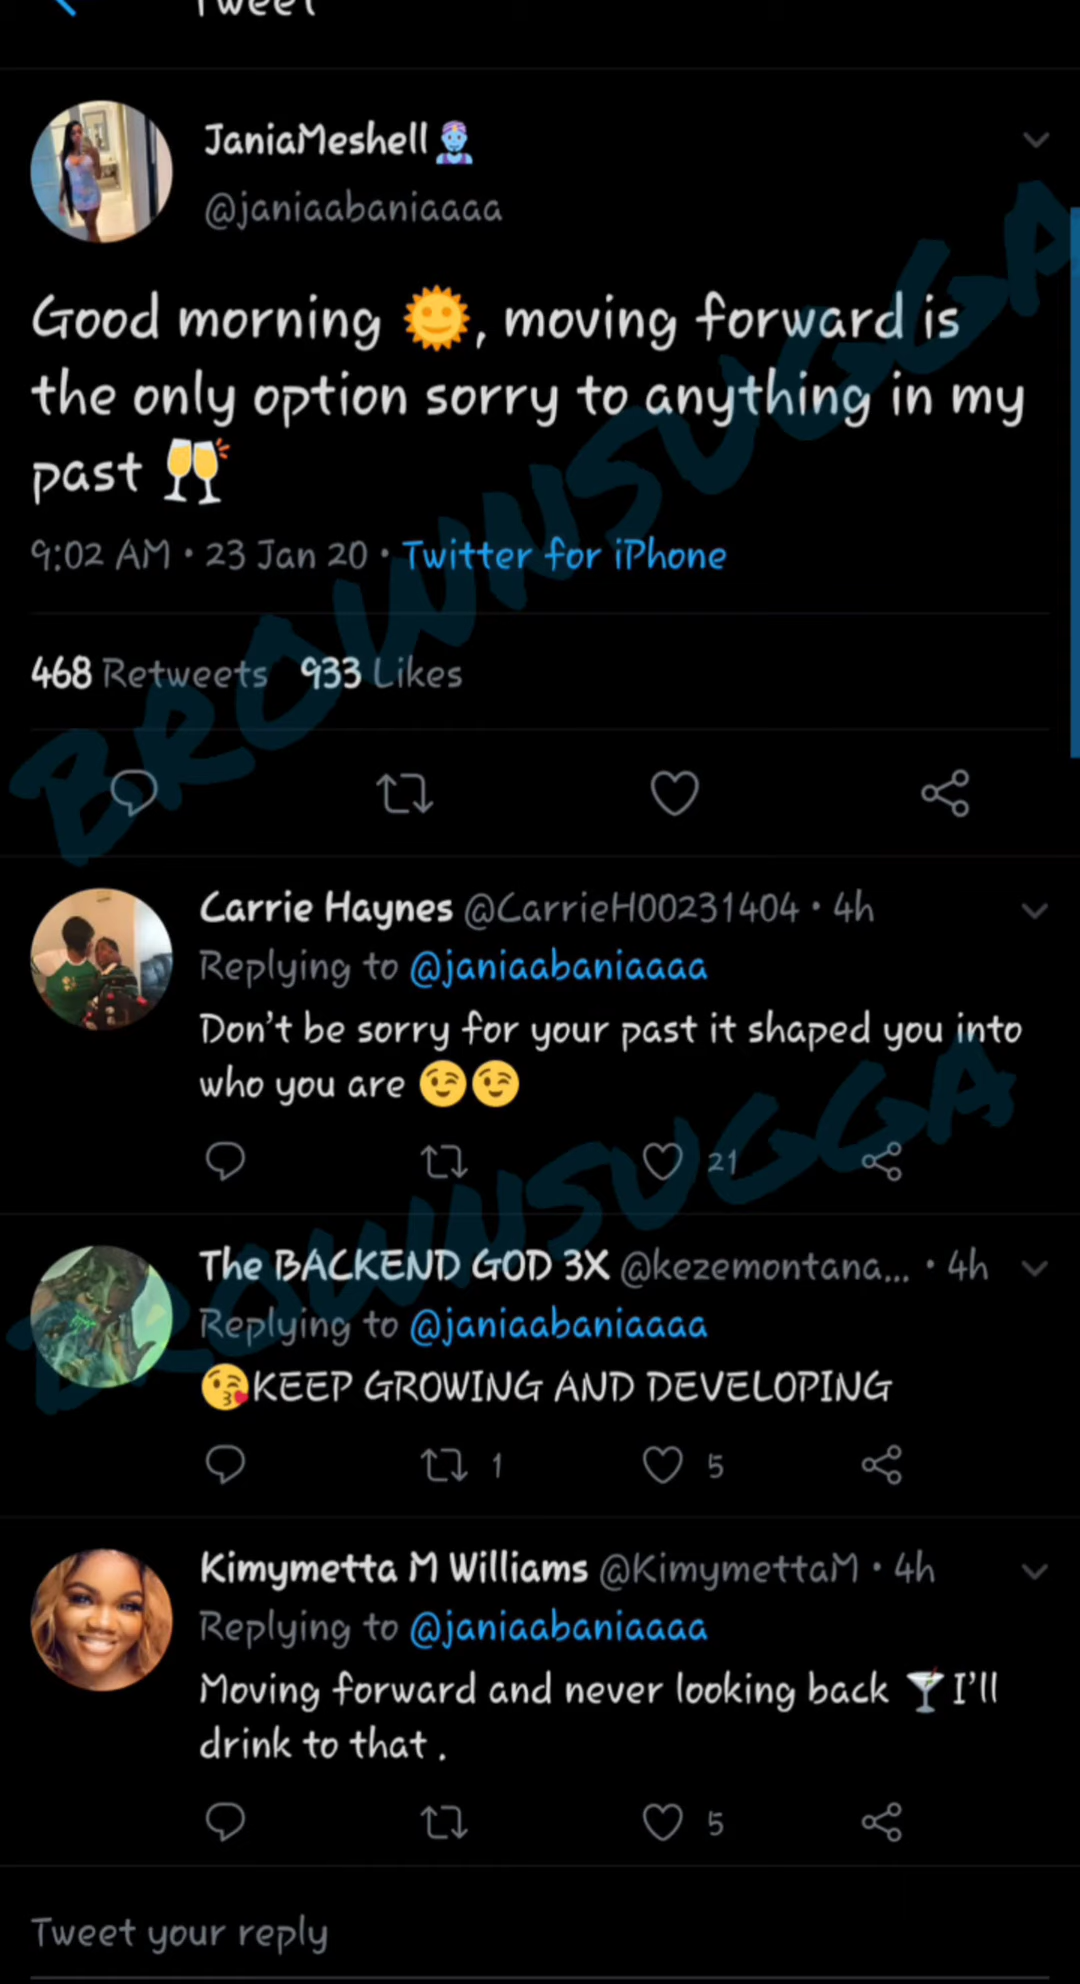 Tweet
JaniaMeshell
@janiaabaniaaaa
Good morning 🌞, moving forward is
the only option sorry to anything in my
past 🥂
9:02 AM · 23 Jan 20 · Twitter for iPhone
468 Retweets 933 Likes
BROWNSUGGA
Carrie Haynes @CarrieH00231404 · 4h
Replying to @janiaabaniaaaa
Don't be sorry for your past it shaped you into
who you are 😉😉
21
BROWNSUGGA
The BACKEND GOD 3X @kezemontana... · 4h
Replying to @janiaabaniaaaa
😘KEEP GROWING AND DEVELOPING
1 5
Kimymetta M Williams @KimymettaM · 4h
Replying to @janiaabaniaaaa
Moving forward and never looking back 🍸I'll
drink to that .
5
Tweet your reply